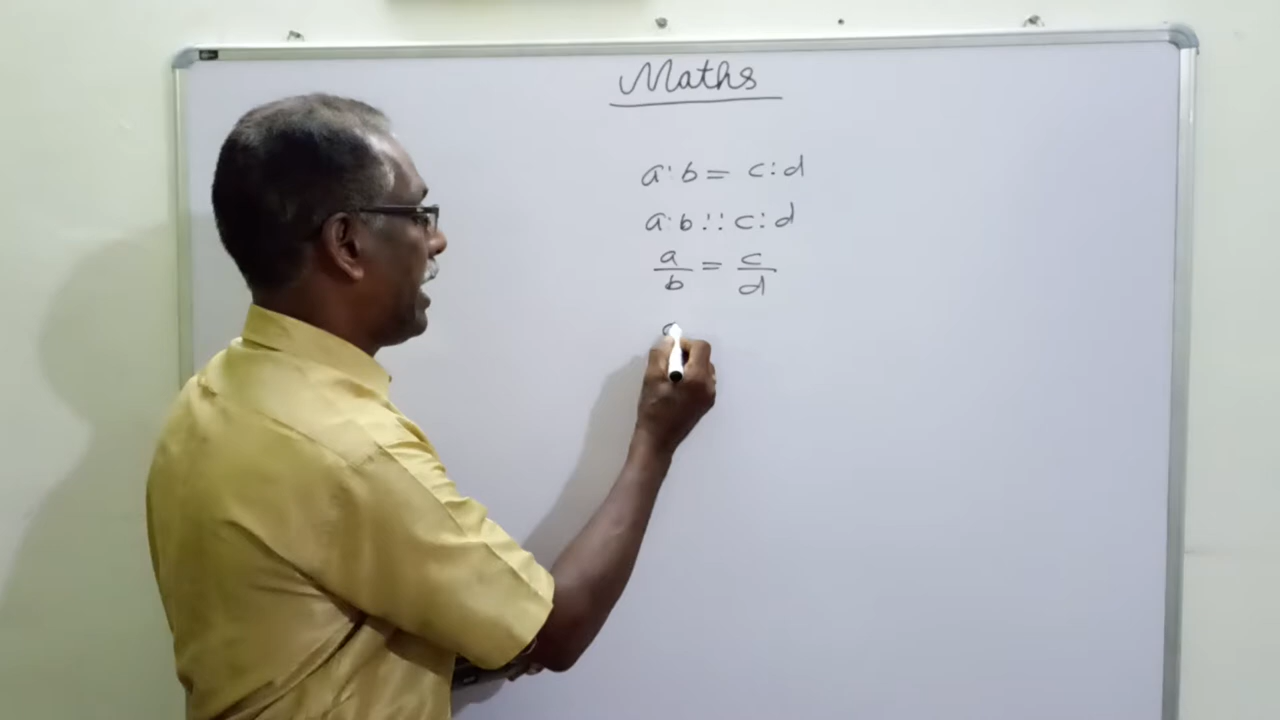 Maths
a:b = c:d
a:b :: c:d
a/b = c/d